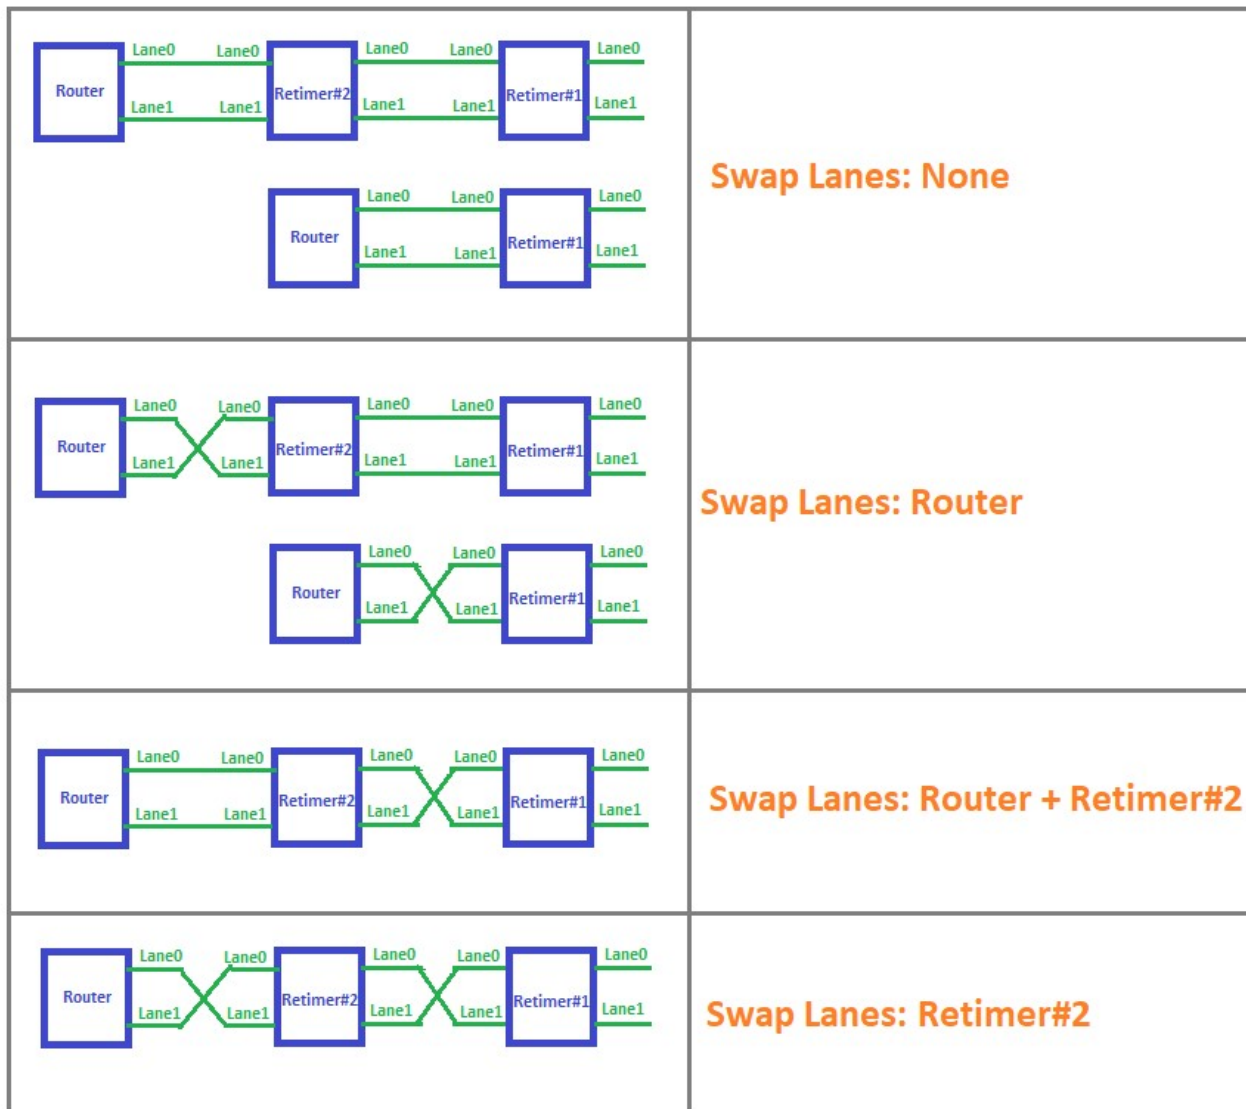 Lane0 Lane0 Lane0 Lane0 Lane0
Router Retimer#2 Retimer#1
Lane1 Lane1 Lane1 Lane1 Lane1
Swap Lanes: None
Lane0 Lane0 Lane0
Router Retimer#1
Lane1 Lane1 Lane1
Lane0 Lane0 Lane0 Lane0 Lane0
Router Retimer#2 Retimer#1
Lane1 Lane1 Lane1 Lane1 Lane1
Swap Lanes: Router
Lane0 Lane0 Lane0
Router Retimer#1
Lane1 Lane1 Lane1
Lane0 Lane0 Lane0 Lane0 Lane0
Router Retimer#2 Retimer#1
Lane1 Lane1 Lane1 Lane1 Lane1
Swap Lanes: Router + Retimer#2
Lane0 Lane0 Lane0 Lane0 Lane0
Router Retimer#2 Retimer#1
Lane1 Lane1 Lane1 Lane1 Lane1
Swap Lanes: Retimer#2